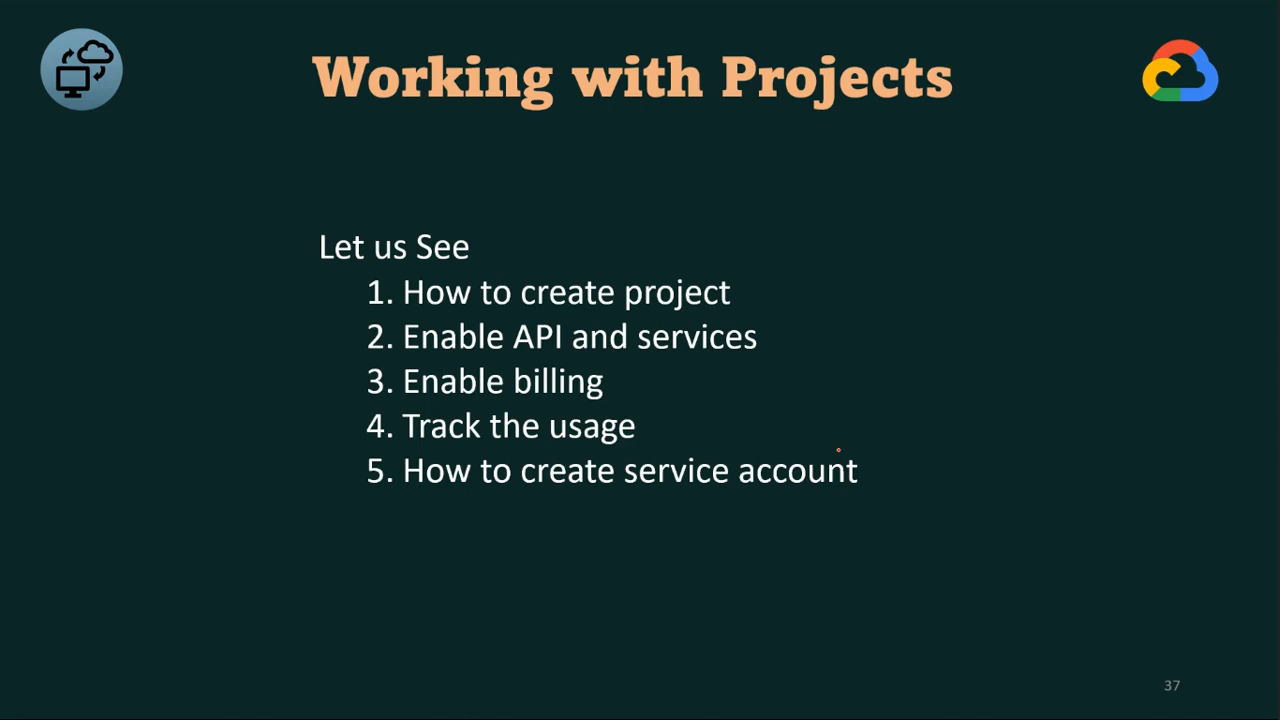 Working with Projects
Let us See
1. How to create project
2. Enable API and services
3. Enable billing
4. Track the usage
5. How to create service account
37